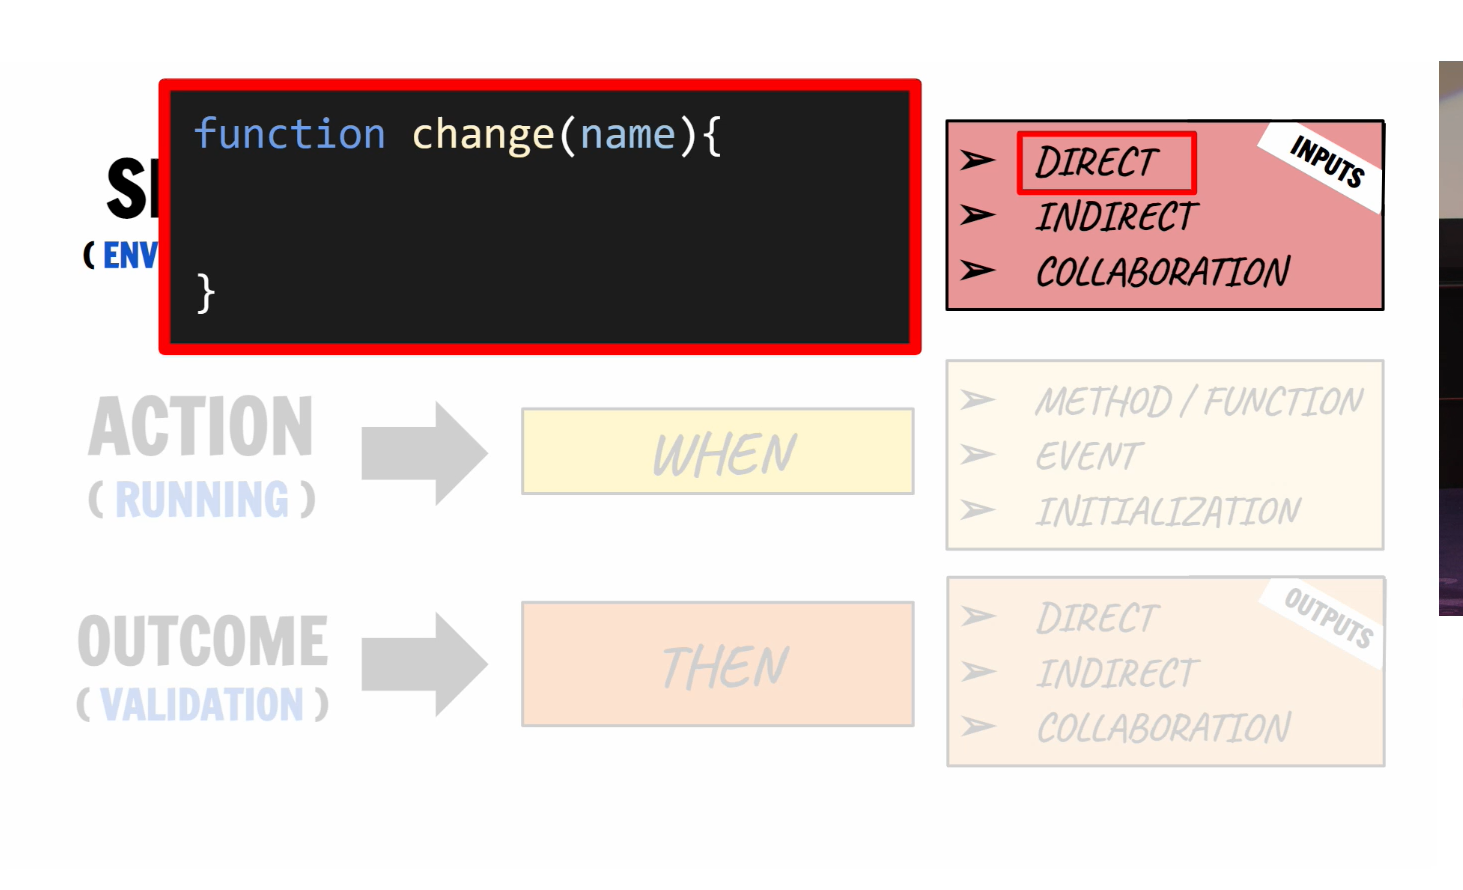 function change(name){
}
( ENV
➢ DIRECT
➢ INDIRECT
➢ COLLABORATION
INPUTS
ACTION
( RUNNING )
WHEN
➢ METHOD / FUNCTION
➢ EVENT
➢ INITIALIZATION
OUTCOME
( VALIDATION )
THEN
➢ DIRECT
➢ INDIRECT
➢ COLLABORATION
OUTPUTS